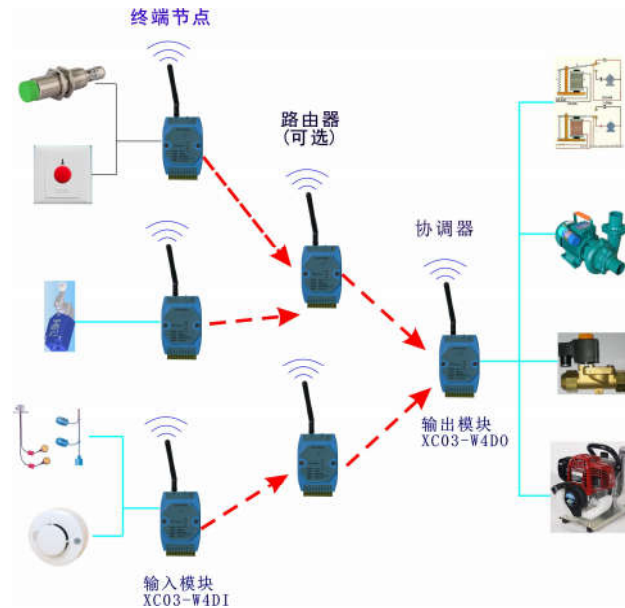 终端节点
路由器
(可选)
协调器
输出模块
XC03-W4DO
输入模块
XC03-W4DI